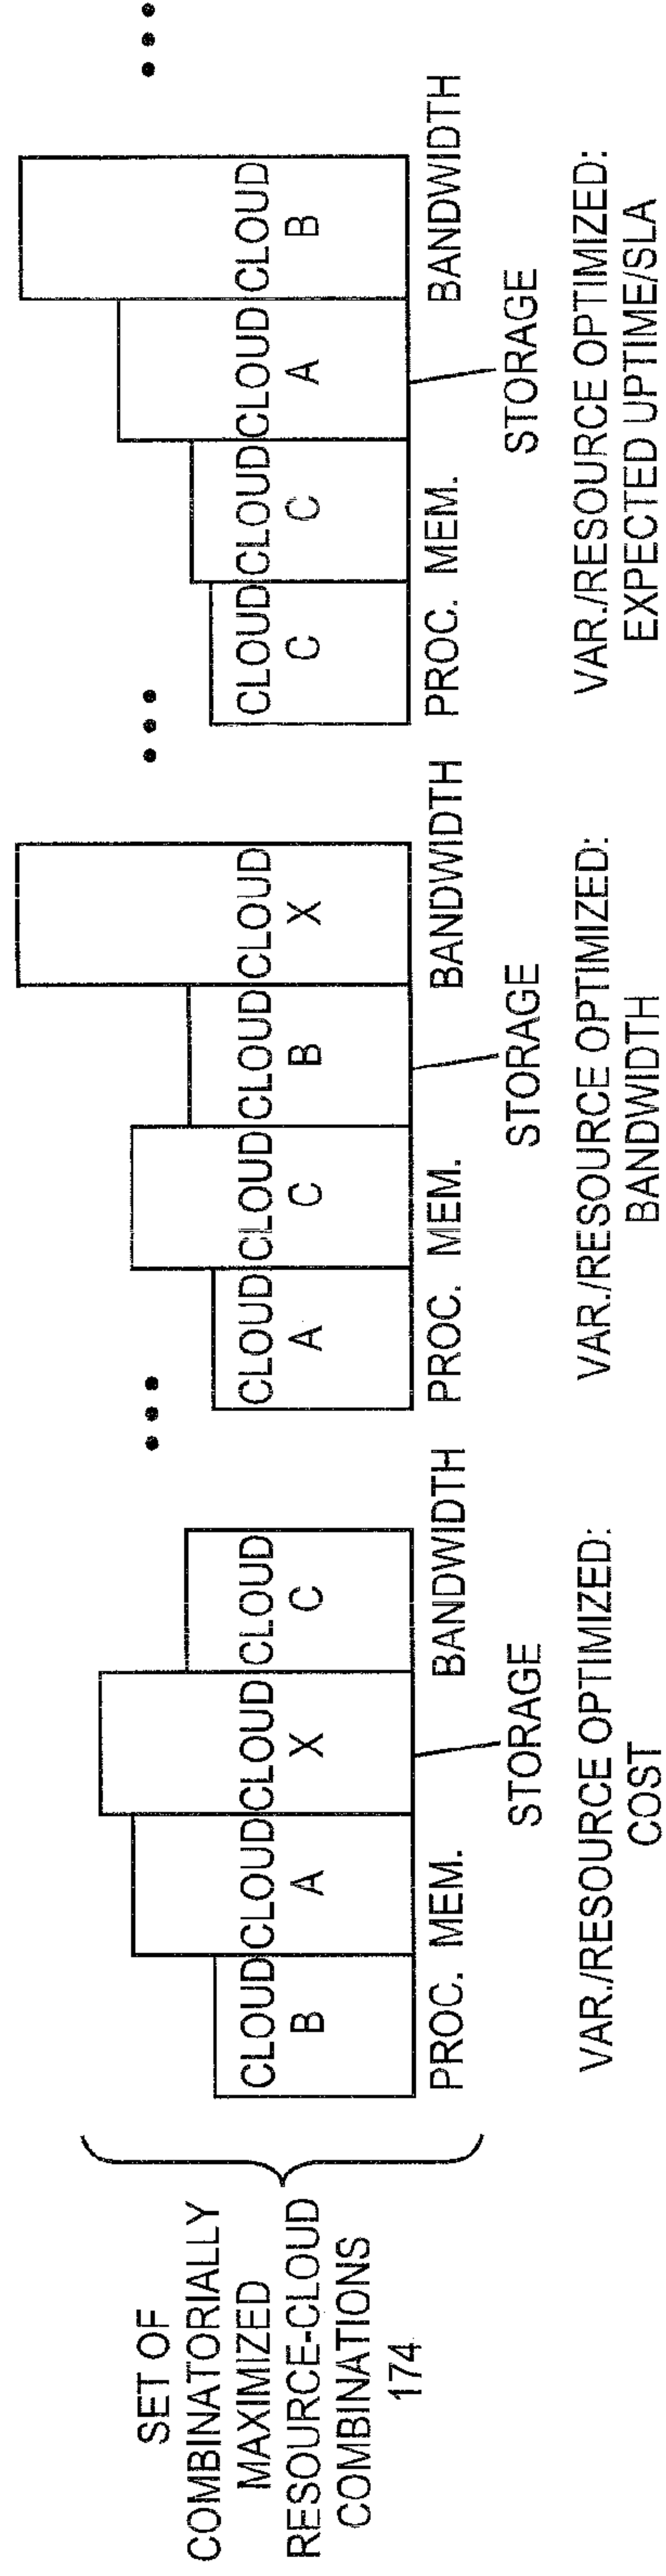 SET OF
COMBINATORIALLY
MAXIMIZED
RESOURCE-CLOUD
COMBINATIONS
174
CLOUD
B
CLOUD
A
CLOUD
X
CLOUD
C
PROC.
MEM.
STORAGE
BANDWIDTH
VAR./RESOURCE OPTIMIZED:
COST
CLOUD
A
CLOUD
C
CLOUD
B
CLOUD
X
PROC.
MEM.
STORAGE
BANDWIDTH
VAR./RESOURCE OPTIMIZED:
BANDWIDTH
CLOUD
C
CLOUD
C
CLOUD
A
CLOUD
B
PROC.
MEM.
STORAGE
BANDWIDTH
VAR./RESOURCE OPTIMIZED:
EXPECTED UPTIME/SLA